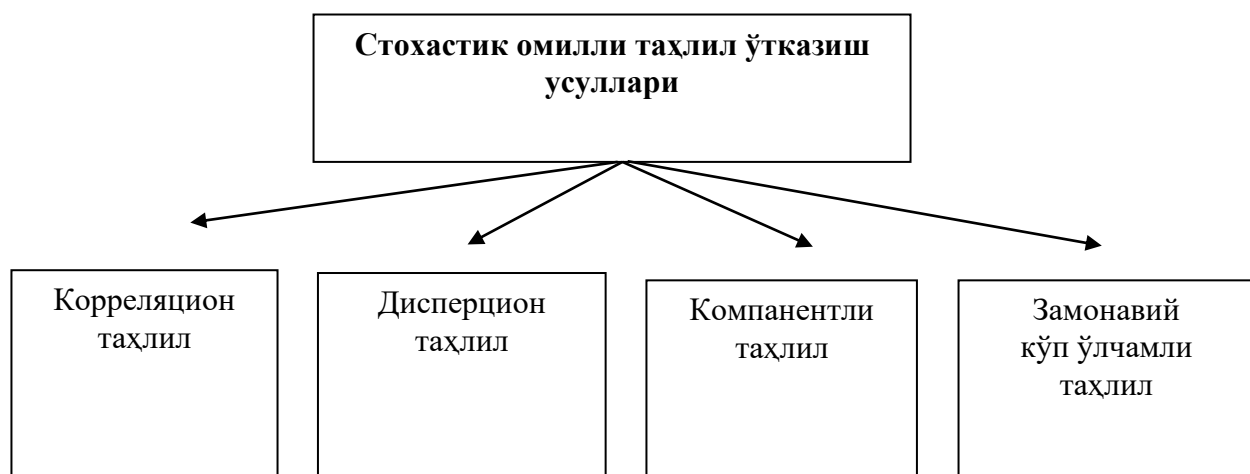 Стохастик омилли таҳлил ўтказиш
усуллари
Корреляцион
таҳлил
Дисперцион
таҳлил
Компанентли
таҳлил
Замонавий
кўп ўлчамли
таҳлил